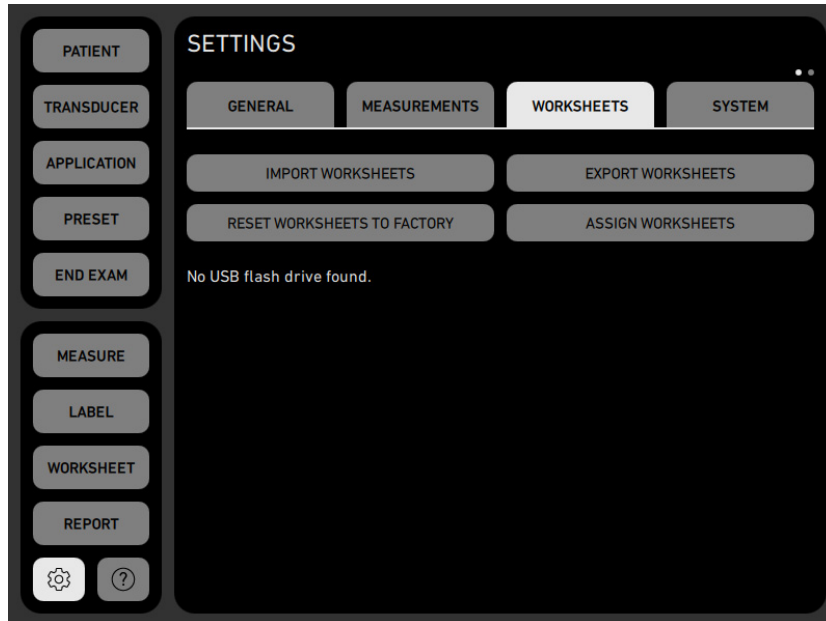 PATIENT
TRANSDUCER
APPLICATION
PRESET
END EXAM
MEASURE
LABEL
WORKSHEET
REPORT
?
SETTINGS
GENERAL MEASUREMENTS WORKSHEETS SYSTEM
IMPORT WORKSHEETS EXPORT WORKSHEETS
RESET WORKSHEETS TO FACTORY ASSIGN WORKSHEETS
No USB flash drive found.